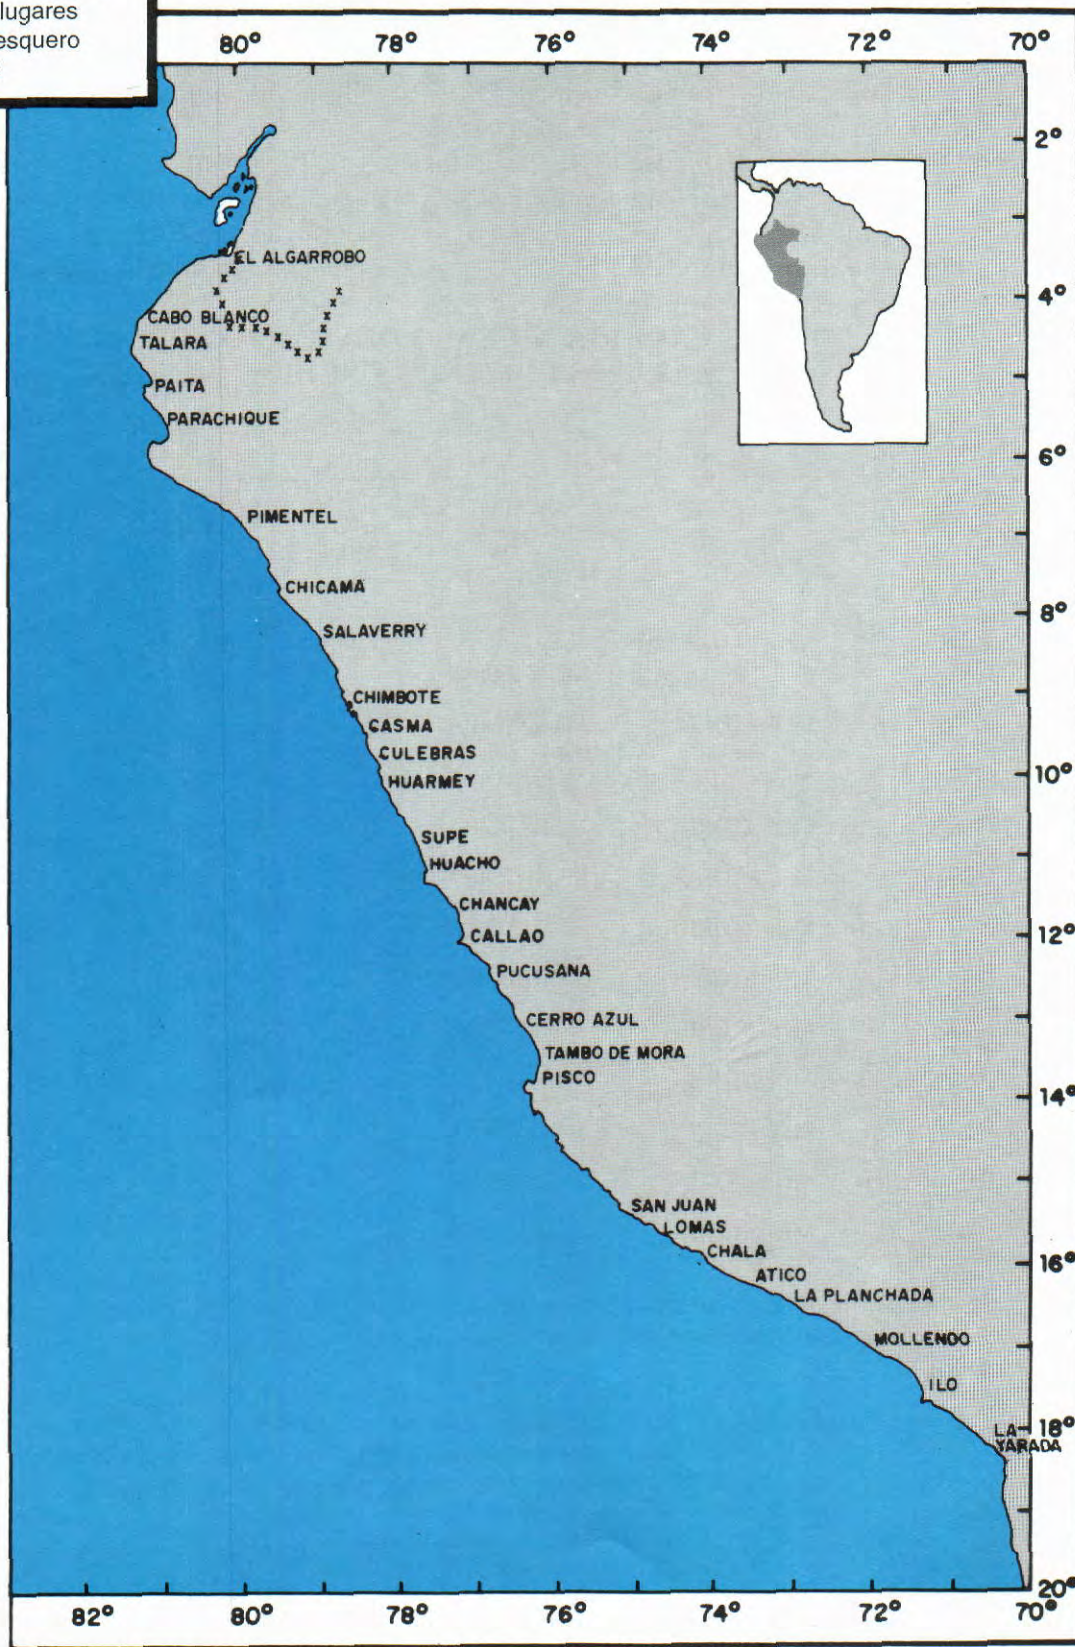 lugares
esquero
80° 78° 76° 74° 72° 70°
2°
EL ALGARROBO
4°
CABO BLANCO
TALARA
PAITA
PARACHIQUE
6°
PIMENTEL
CHICAMA
8°
SALAVERRY
CHIMBOTE
CASMA
CULEBRAS
10°
HUARMEY
SUPE
HUACHO
CHANCAY
12°
CALLAO
PUCUSANA
CERRO AZUL
TAMBO DE MORA
PISCO
14°
SAN JUAN
LOMAS
CHALA
16°
ATICO
LA PLANCHADA
MOLLENDO
ILO
18°
LA
YARADA
20°
82° 80° 78° 76° 74° 72° 70°